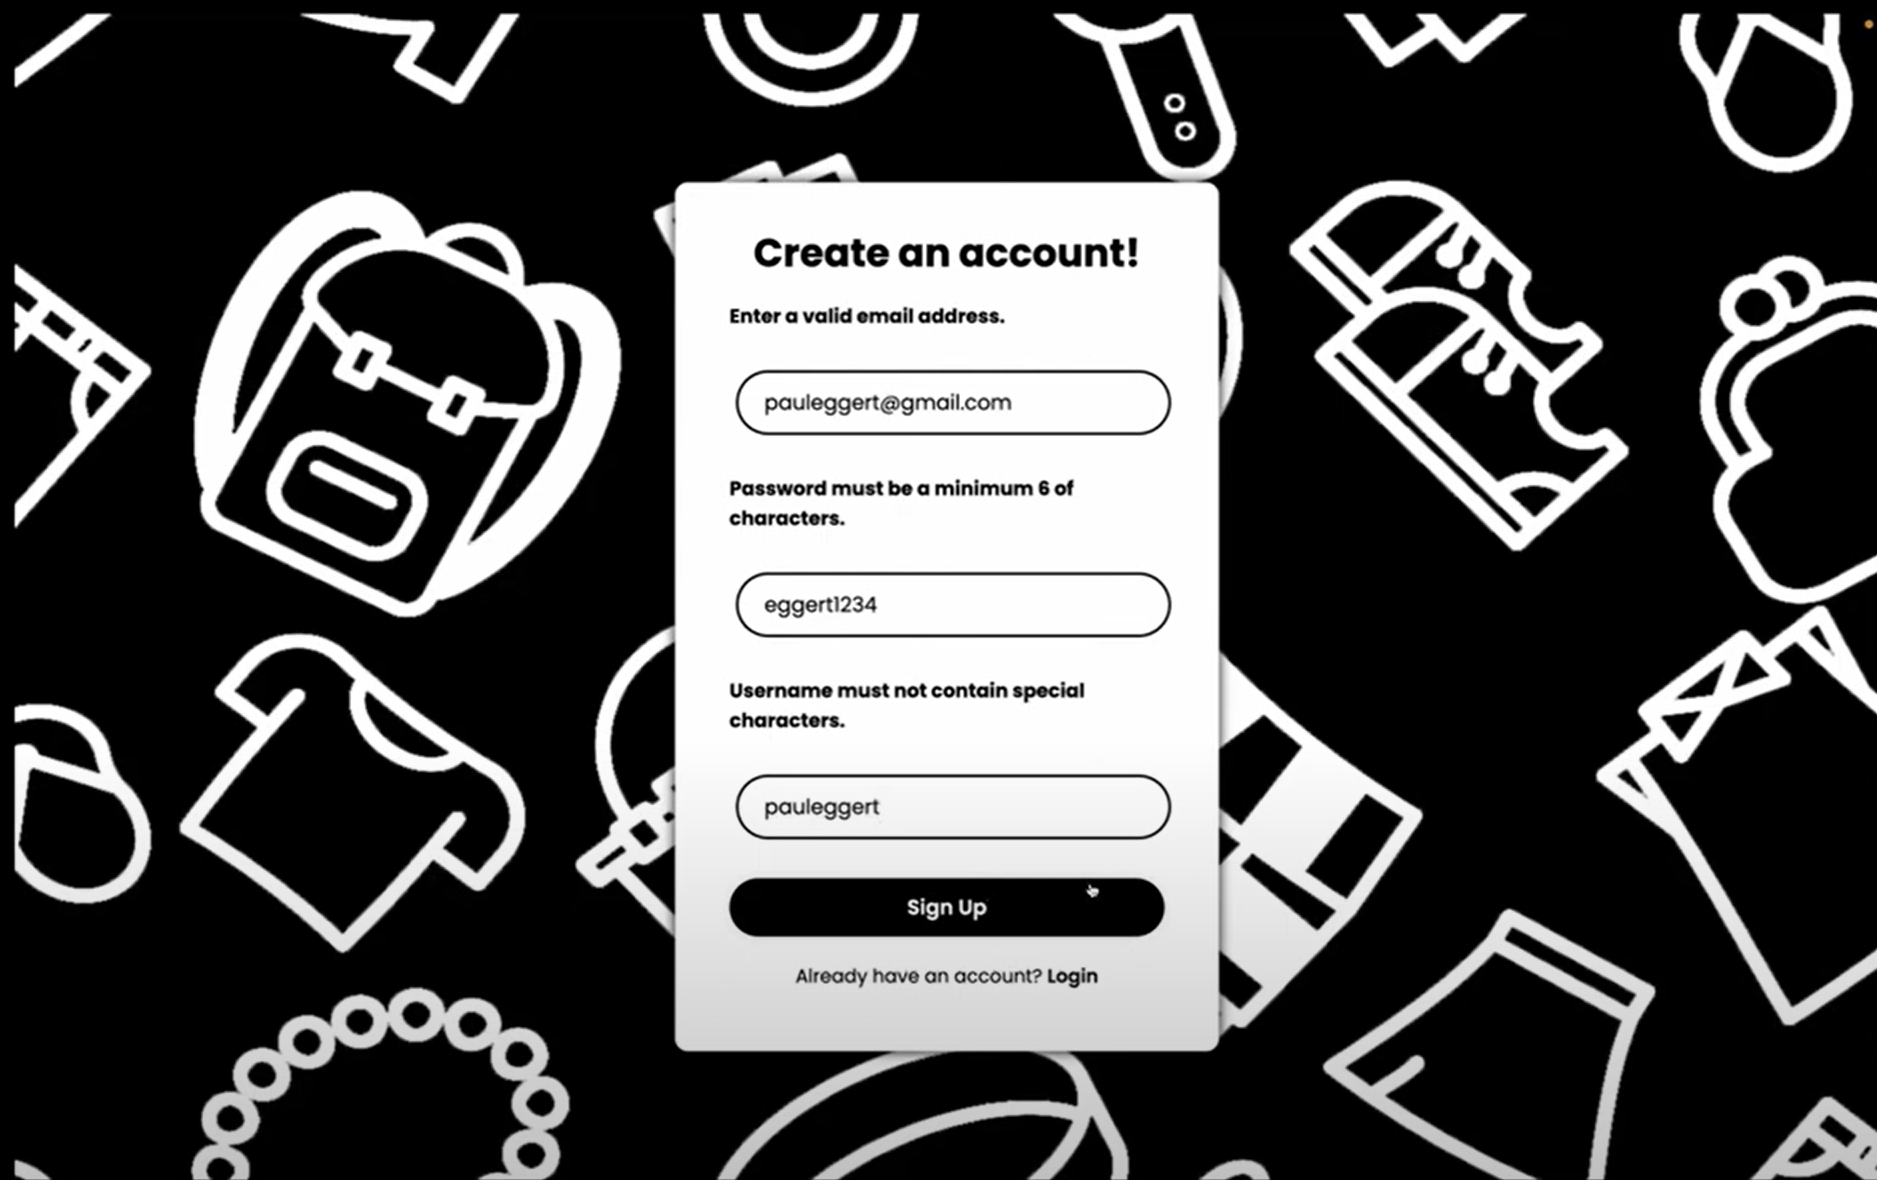 Create an account!
Enter a valid email address.
pauleggert@gmail.com
Password must be a minimum 6 of
characters.
eggert1234
Username must not contain special
characters.
pauleggert
Sign Up
Already have an account? Login